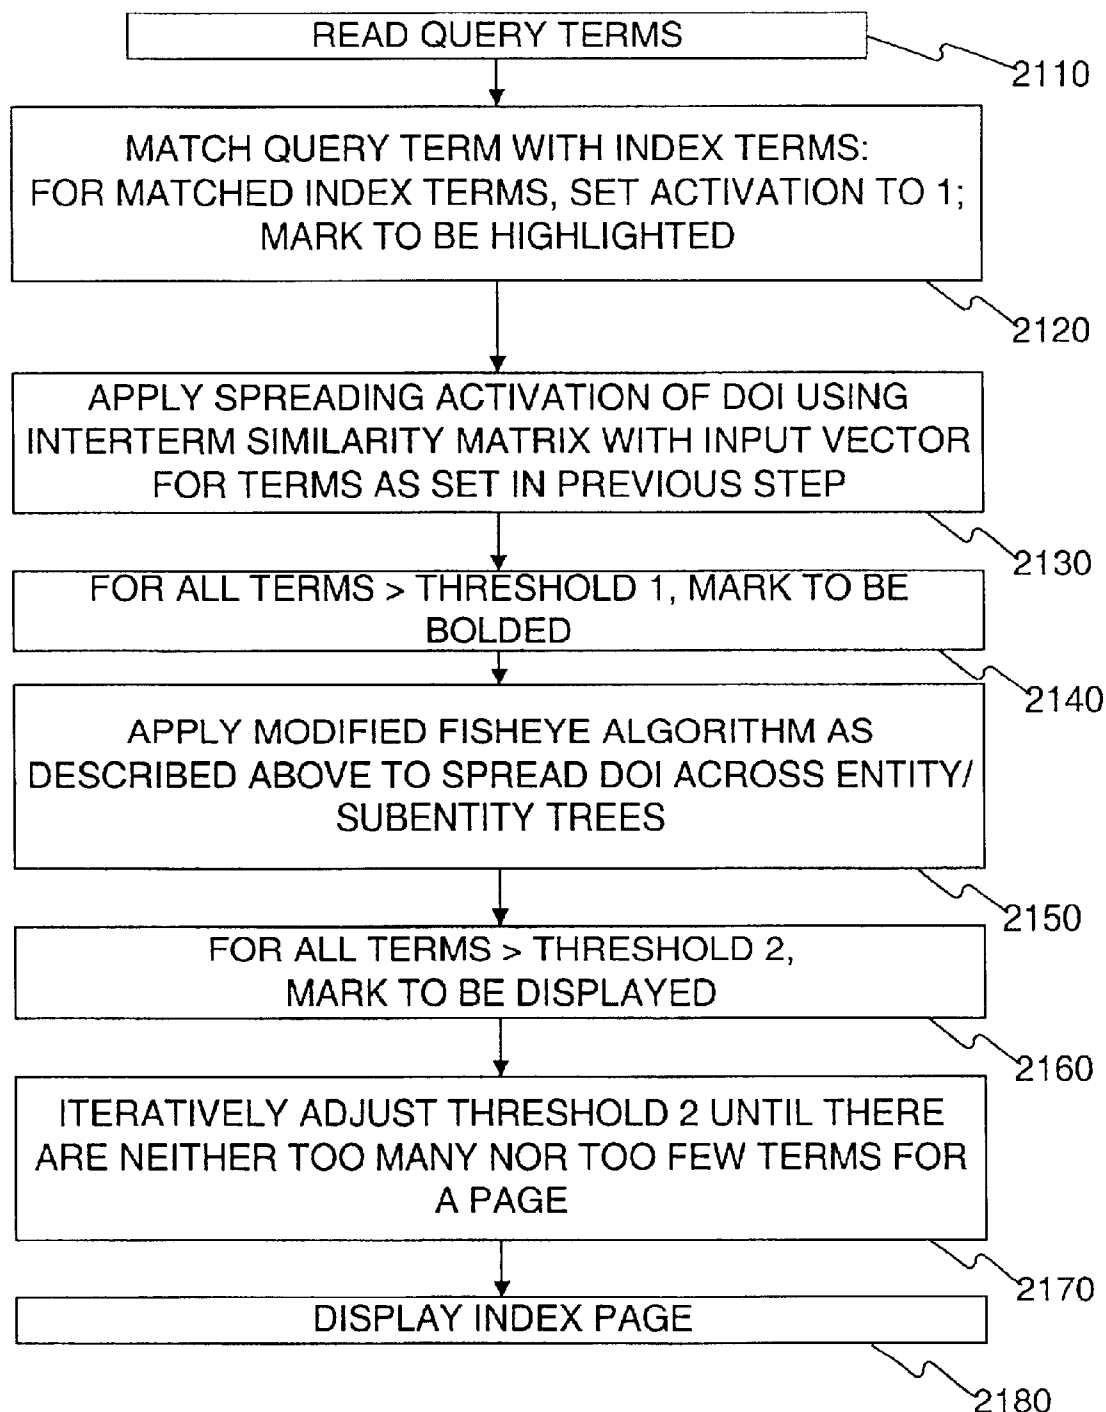 READ QUERY TERMS
2110
MATCH QUERY TERM WITH INDEX TERMS:
FOR MATCHED INDEX TERMS, SET ACTIVATION TO 1;
MARK TO BE HIGHLIGHTED
2120
APPLY SPREADING ACTIVATION OF DOI USING
INTERTERM SIMILARITY MATRIX WITH INPUT VECTOR
FOR TERMS AS SET IN PREVIOUS STEP
2130
FOR ALL TERMS > THRESHOLD 1, MARK TO BE
BOLDED
2140
APPLY MODIFIED FISHEYE ALGORITHM AS
DESCRIBED ABOVE TO SPREAD DOI ACROSS ENTITY/
SUBENTITY TREES
2150
FOR ALL TERMS > THRESHOLD 2,
MARK TO BE DISPLAYED
2160
ITERATIVELY ADJUST THRESHOLD 2 UNTIL THERE
ARE NEITHER TOO MANY NOR TOO FEW TERMS FOR
A PAGE
2170
DISPLAY INDEX PAGE
2180